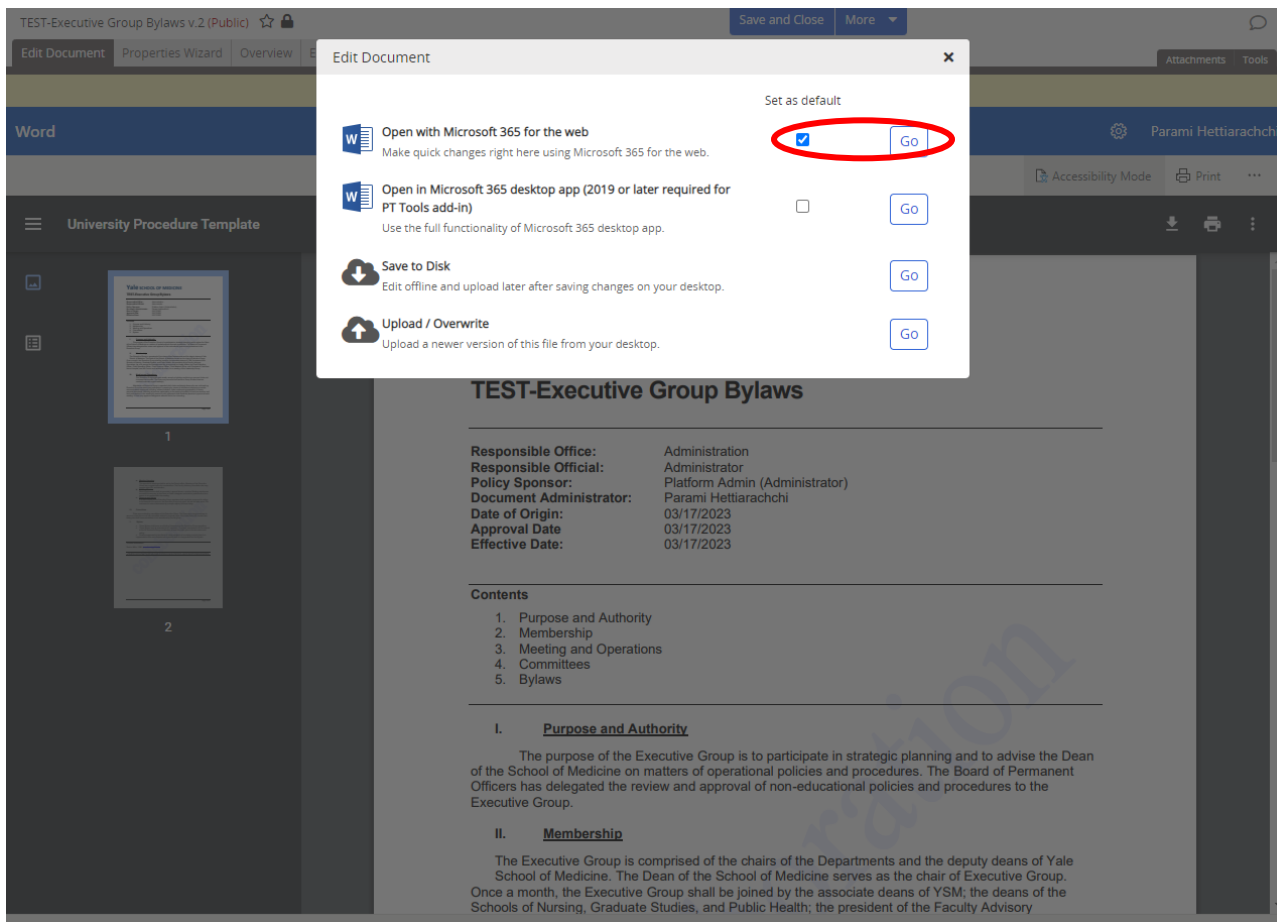 TEST-Executive Group Bylaws v.2 (Public)
Save and Close More
Edit Document Properties Wizard Overview E
Attachments Tools
Edit Document
Set as default
Open with Microsoft 365 for the web
Make quick changes right here using Microsoft 365 for the web.
Go
Open in Microsoft 365 desktop app (2019 or later required for
PT Tools add-in)
Use the full functionality of Microsoft 365 desktop app.
Go
Save to Disk
Edit offline and upload later after saving changes on your desktop.
Go
Upload / Overwrite
Upload a newer version of this file from your desktop.
Go
Word
Parami Hettiarachch
Accessibility Mode Print
University Procedure Template
Yale SCHOOL OF MEDICINE
1
2
TEST-Executive Group Bylaws
Responsible Office: Administration
Responsible Official: Administrator
Policy Sponsor: Platform Admin (Administrator)
Document Administrator: Parami Hettiarachchi
Date of Origin: 03/17/2023
Approval Date 03/17/2023
Effective Date: 03/17/2023
Contents
1. Purpose and Authority
2. Membership
3. Meeting and Operations
4. Committees
5. Bylaws
I. Purpose and Authority
The purpose of the Executive Group is to participate in strategic planning and to advise the Dean
of the School of Medicine on matters of operational policies and procedures. The Board of Permanent
Officers has delegated the review and approval of non-educational policies and procedures to the
Executive Group.
II. Membership
The Executive Group is comprised of the chairs of the Departments and the deputy deans of Yale
School of Medicine. The Dean of the School of Medicine serves as the chair of Executive Group.
Once a month, the Executive Group shall be joined by the associate deans of YSM; the deans of the
Schools of Nursing, Graduate Studies, and Public Health; the president of the Faculty Advisory
ration